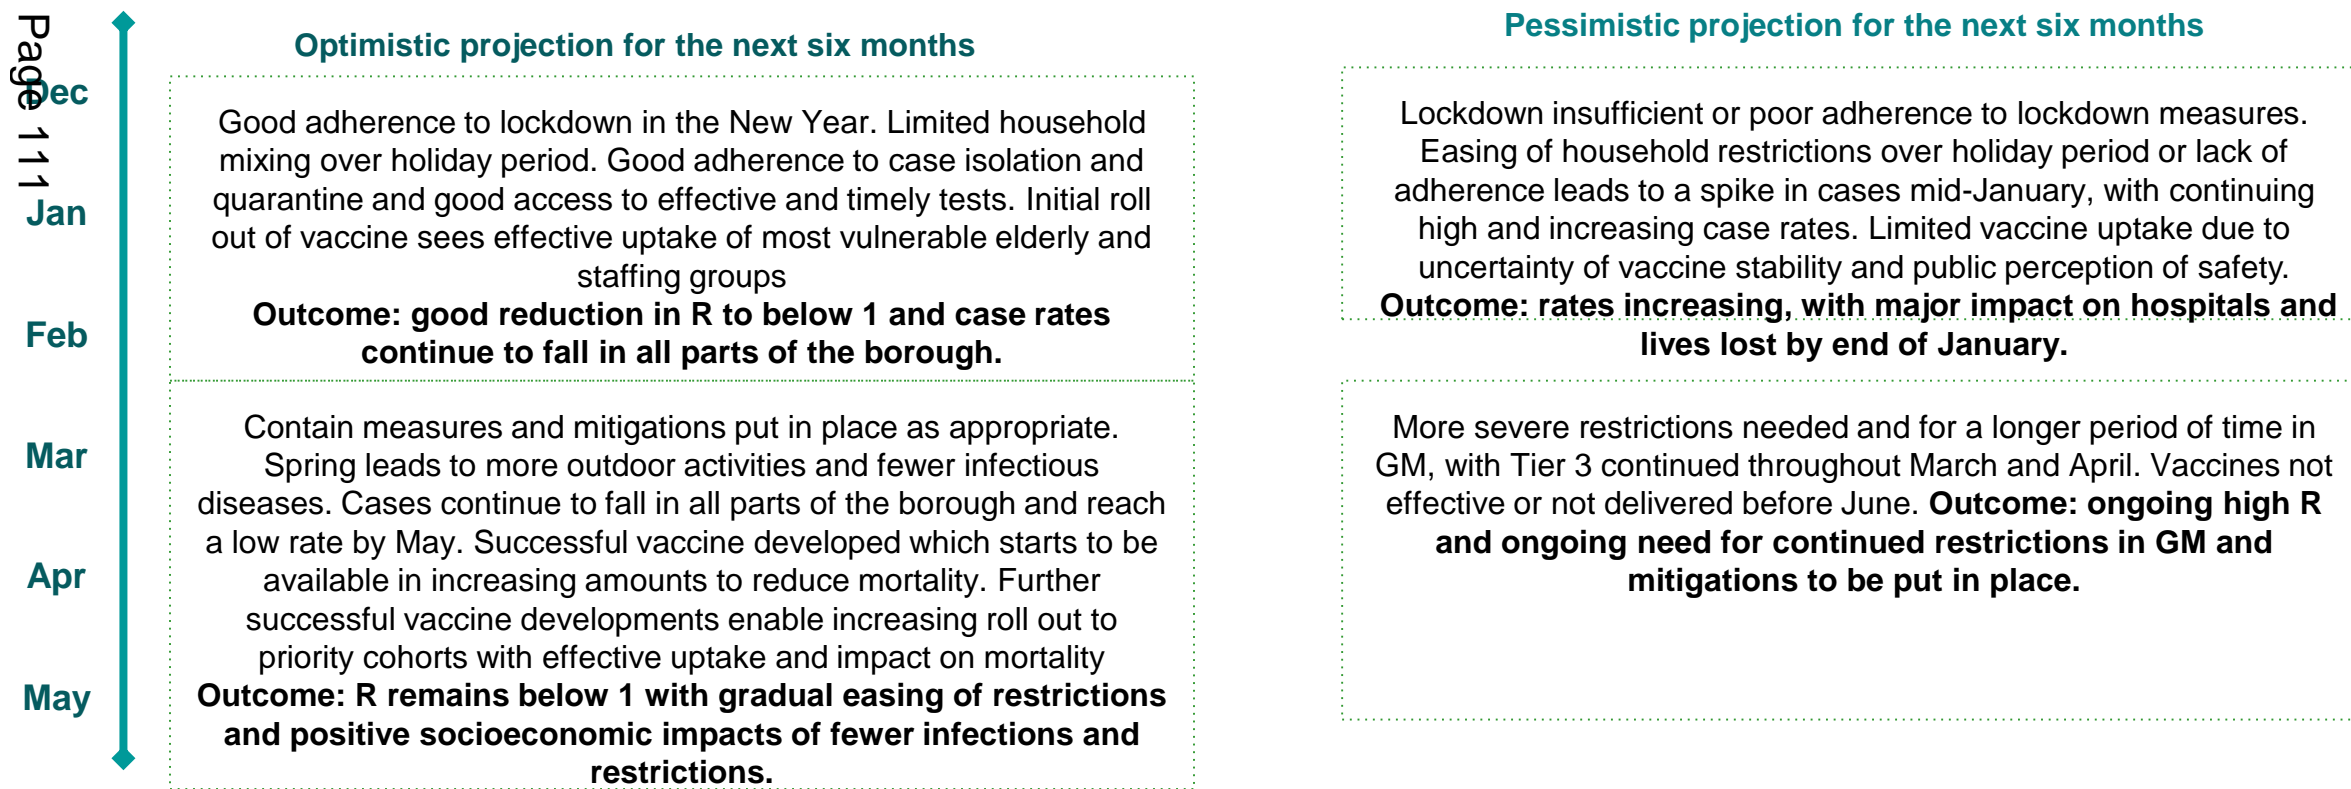 Page 111
Dec
Jan
Feb
Mar
Apr
May
Optimistic projection for the next six months
Good adherence to lockdown in the New Year. Limited household
mixing over holiday period. Good adherence to case isolation and
quarantine and good access to effective and timely tests. Initial roll
out of vaccine sees effective uptake of most vulnerable elderly and
staffing groups
Outcome: good reduction in R to below 1 and case rates
continue to fall in all parts of the borough.
Contain measures and mitigations put in place as appropriate.
Spring leads to more outdoor activities and fewer infectious
diseases. Cases continue to fall in all parts of the borough and reach
a low rate by May. Successful vaccine developed which starts to be
available in increasing amounts to reduce mortality. Further
successful vaccine developments enable increasing roll out to
priority cohorts with effective uptake and impact on mortality
Outcome: R remains below 1 with gradual easing of restrictions
and positive socioeconomic impacts of fewer infections and
restrictions.
Pessimistic projection for the next six months
Lockdown insufficient or poor adherence to lockdown measures.
Easing of household restrictions over holiday period or lack of
adherence leads to a spike in cases mid-January, with continuing
high and increasing case rates. Limited vaccine uptake due to
uncertainty of vaccine stability and public perception of safety.
Outcome: rates increasing, with major impact on hospitals and
lives lost by end of January.
More severe restrictions needed and for a longer period of time in
GM, with Tier 3 continued throughout March and April. Vaccines not
effective or not delivered before June. Outcome: ongoing high R
and ongoing need for continued restrictions in GM and
mitigations to be put in place.